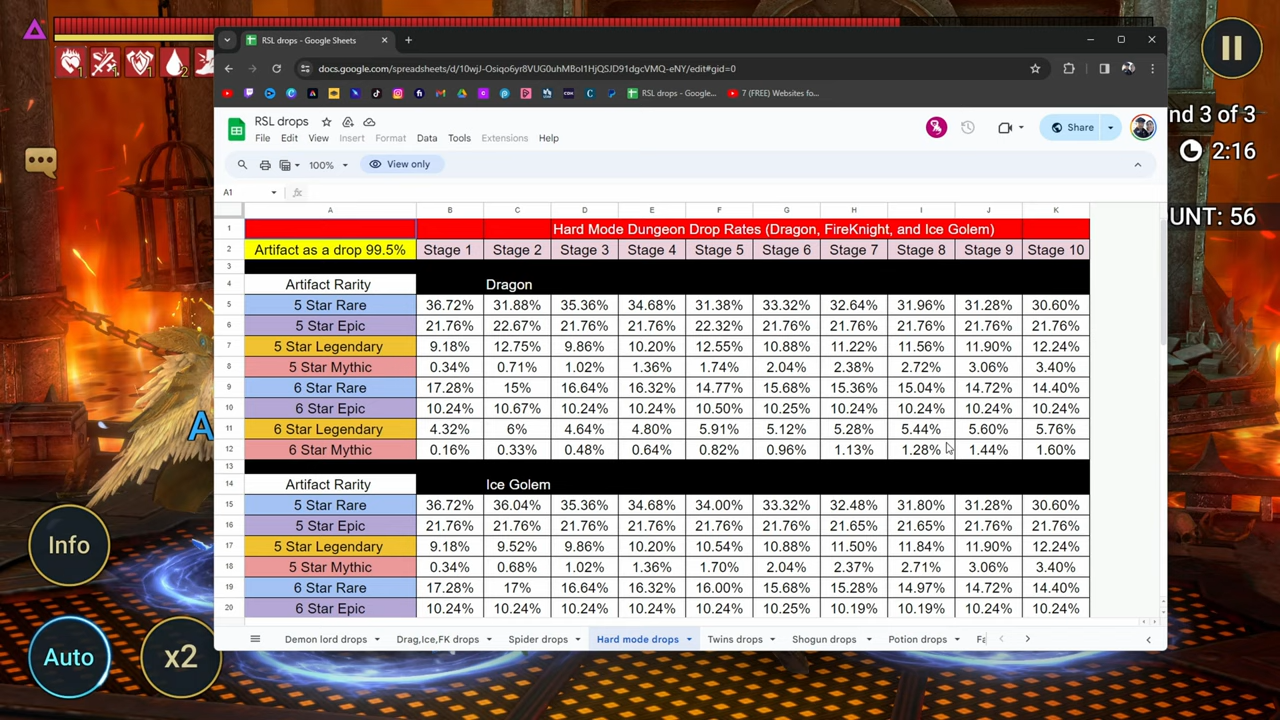 RSL drops - Google Sheets
docs.google.com/spreadsheets/d/10wjJ-Osiqo6yr8VUG0uhMBoI1HjQSJD91dgcVMQ-eNY/edit#gid=0
RSL drops - Google...
7 (FREE) Websites fo...
nd 3 of 3
2:16
UNT: 56
RSL drops
File Edit View Insert Format Data Tools Extensions Help
Share
100%
View only
A1
A B C D E F G H I J K
1 Hard Mode Dungeon Drop Rates (Dragon, FireKnight, and Ice Golem)
2 Artifact as a drop 99.5% Stage 1 Stage 2 Stage 3 Stage 4 Stage 5 Stage 6 Stage 7 Stage 8 Stage 9 Stage 10
3
4 Artifact Rarity Dragon
5 5 Star Rare 36.72% 31.88% 35.36% 34.68% 31.38% 33.32% 32.64% 31.96% 31.28% 30.60%
6 5 Star Epic 21.76% 22.67% 21.76% 21.76% 22.32% 21.76% 21.76% 21.76% 21.76% 21.76%
7 5 Star Legendary 9.18% 12.75% 9.86% 10.20% 12.55% 10.88% 11.22% 11.56% 11.90% 12.24%
8 5 Star Mythic 0.34% 0.71% 1.02% 1.36% 1.74% 2.04% 2.38% 2.72% 3.06% 3.40%
9 6 Star Rare 17.28% 15% 16.64% 16.32% 14.77% 15.68% 15.36% 15.04% 14.72% 14.40%
10 6 Star Epic 10.24% 10.67% 10.24% 10.24% 10.50% 10.25% 10.24% 10.24% 10.24% 10.24%
11 6 Star Legendary 4.32% 6% 4.64% 4.80% 5.91% 5.12% 5.28% 5.44% 5.60% 5.76%
12 6 Star Mythic 0.16% 0.33% 0.48% 0.64% 0.82% 0.96% 1.13% 1.28% 1.44% 1.60%
13
14 Artifact Rarity Ice Golem
15 5 Star Rare 36.72% 36.04% 35.36% 34.68% 34.00% 33.32% 32.48% 31.80% 31.28% 30.60%
16 5 Star Epic 21.76% 21.76% 21.76% 21.76% 21.76% 21.76% 21.65% 21.65% 21.76% 21.76%
17 5 Star Legendary 9.18% 9.52% 9.86% 10.20% 10.54% 10.88% 11.50% 11.84% 11.90% 12.24%
18 5 Star Mythic 0.34% 0.68% 1.02% 1.36% 1.70% 2.04% 2.37% 2.71% 3.06% 3.40%
19 6 Star Rare 17.28% 17% 16.64% 16.32% 16.00% 15.68% 15.28% 14.97% 14.72% 14.40%
20 6 Star Epic 10.24% 10.24% 10.24% 10.24% 10.24% 10.25% 10.19% 10.19% 10.24% 10.24%
Demon lord drops Drag,Ice,FK drops Spider drops Hard mode drops Twins drops Shogun drops Potion drops Fa
A
Info
Auto
x2